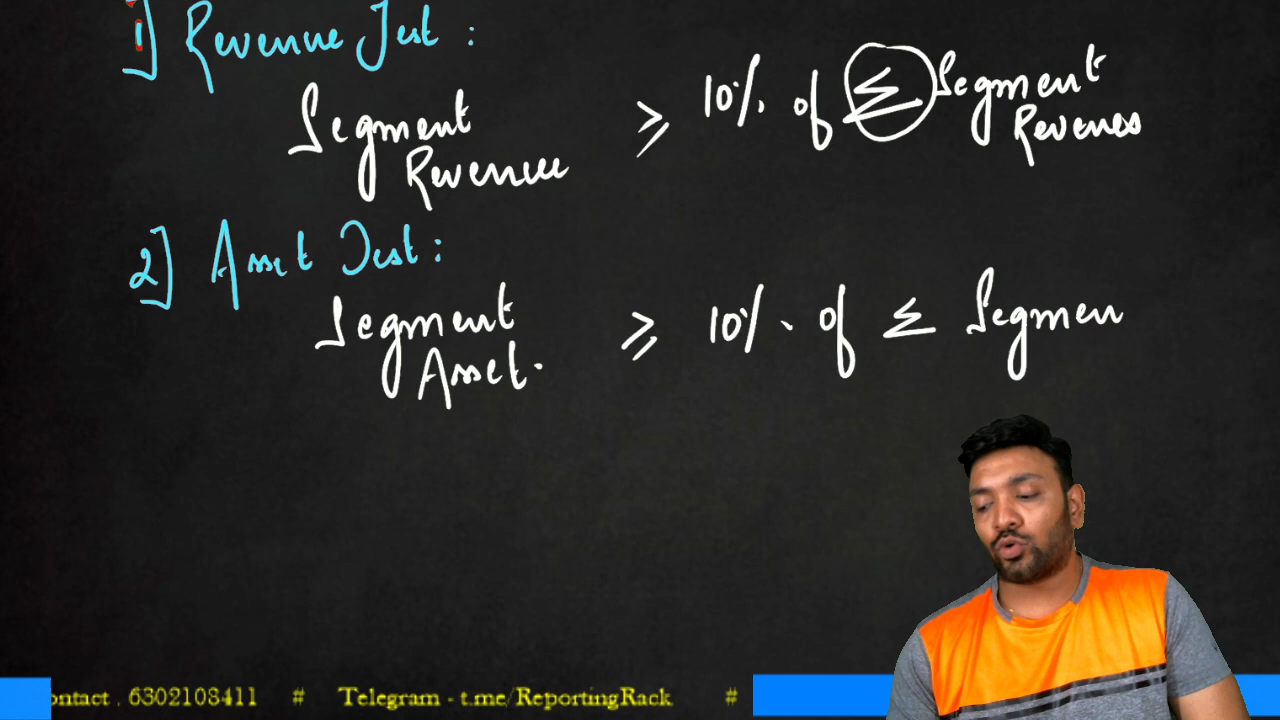 1] Revenue Test :
Segment Revenue ≥ 10% of Σ Segment Revenues
2] Asset Test :
Segment Asset. ≥ 10% of Σ Segmen
ontact . 6302108411 # Telegram - t.me/ReportingRack #